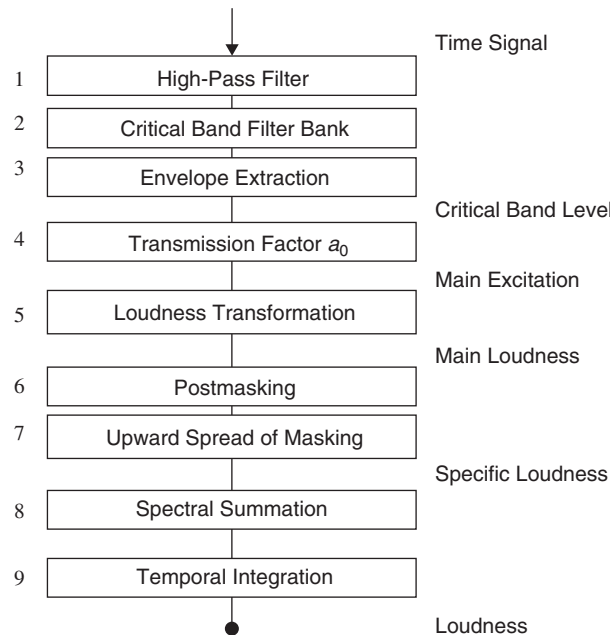 Time Signal
1 High-Pass Filter
2 Critical Band Filter Bank
3 Envelope Extraction
Critical Band Level
4 Transmission Factor a0
Main Excitation
5 Loudness Transformation
Main Loudness
6 Postmasking
7 Upward Spread of Masking
Specific Loudness
8 Spectral Summation
9 Temporal Integration
Loudness